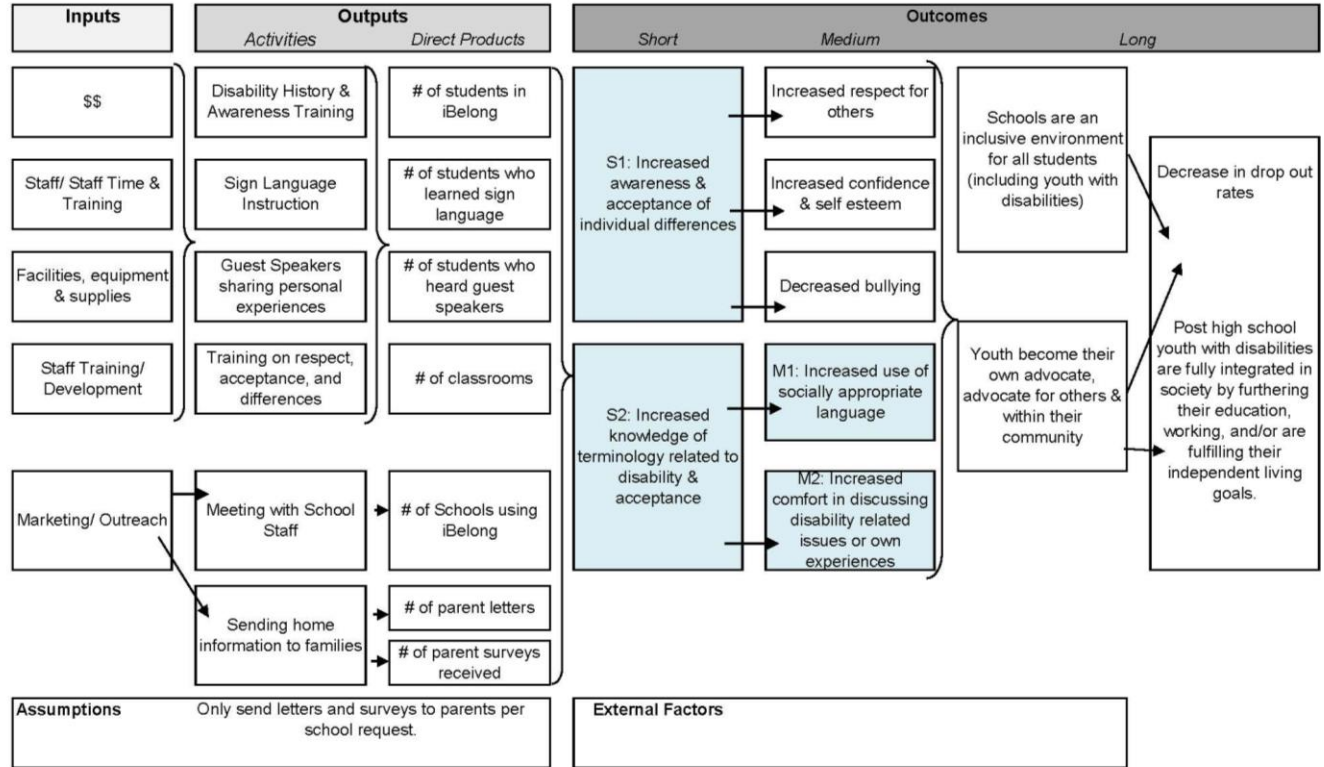 Inputs
Outputs
Activities
Direct Products
Outcomes
Short
Medium
Long
$$
Staff/ Staff Time &
Training
Facilities, equipment
& supplies
Staff Training/
Development
Marketing/ Outreach
Disability History &
Awareness Training
Sign Language
Instruction
Guest Speakers
sharing personal
experiences
Training on respect,
acceptance, and
differences
Meeting with School
Staff
Sending home
information to families
# of students in
iBelong
# of students who
learned sign
language
# of students who
heard guest
speakers
# of classrooms
# of Schools using
iBelong
# of parent letters
# of parent surveys
received
S1: Increased
awareness &
acceptance of
individual differences
S2: Increased
knowledge of
terminology related to
disability &
acceptance
Increased respect for
others
Increased confidence
& self esteem
Decreased bullying
M1: Increased use of
socially appropriate
language
M2: Increased
comfort in discussing
disability related
issues or own
experiences
Schools are an
inclusive environment
for all students
(including youth with
disabilities)
Youth become their
own advocate,
advocate for others &
within their
community
Decrease in drop out
rates
Post high school
youth with disabilities
are fully integrated in
society by furthering
their education,
working, and/or are
fulfilling their
independent living
goals.
Assumptions
Only send letters and surveys to parents per
school request.
External Factors